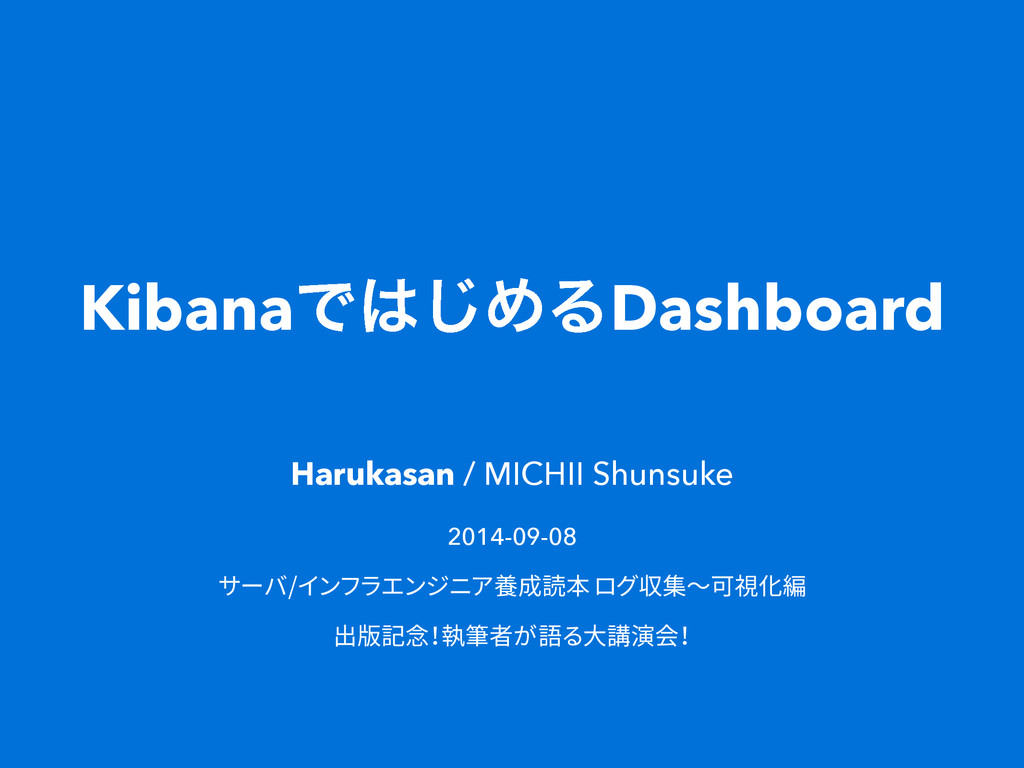 KibanaではじめるDashboard
Harukasan / MICHII Shunsuke
2014-09-08
サーバ/インフラエンジニア養成読本 ログ収集〜可視化編
出版記念！執筆者が語る大講演会！